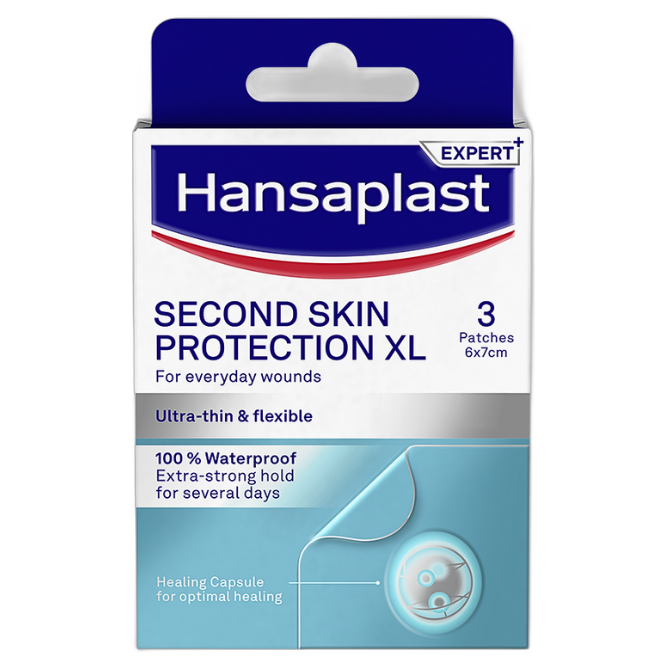 EXPERT+
Hansaplast
SECOND SKIN
PROTECTION XL
3
Patches
6x7cm
For everyday wounds
Ultra-thin & flexible
100 % Waterproof
Extra-strong hold
for several days
Healing Capsule
for optimal healing